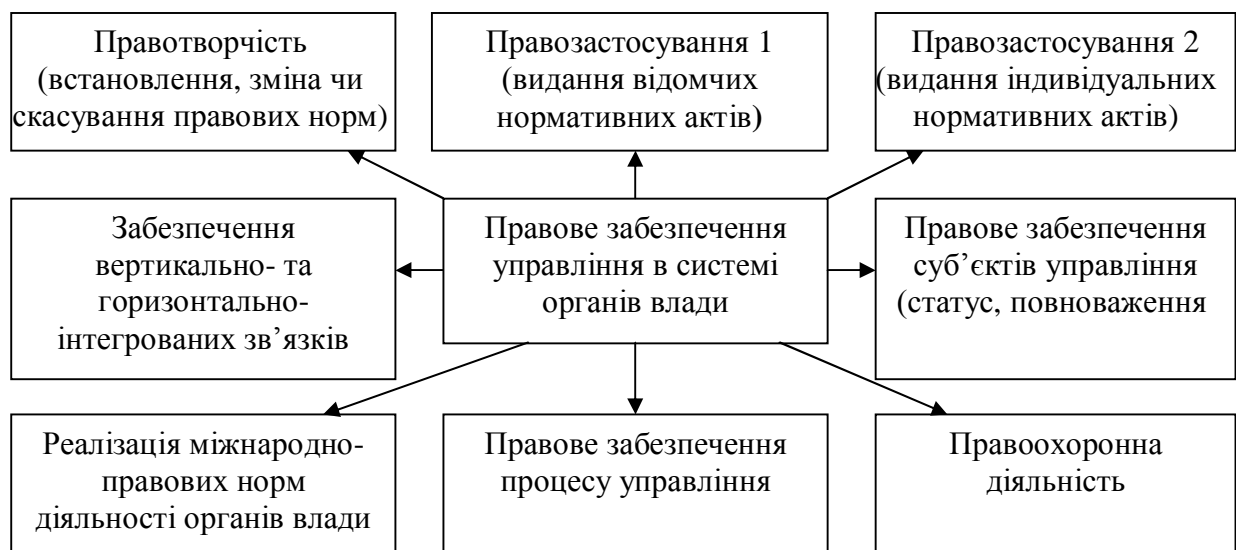 Правотворчість
(встановлення, зміна чи
скасування правових норм)
Правозастосування 1
(видання відомчих
нормативних актів)
Правозастосування 2
(видання індивідуальних
нормативних актів)
Забезпечення
вертикально- та
горизонтально-
інтегрованих зв’язків
Правове забезпечення
управління в системі
органів влади
Правове забезпечення
суб’єктів управління
(статус, повноваження
Реалізація міжнародно-
правових норм
діяльності органів влади
Правове забезпечення
процесу управління
Правоохоронна
діяльність